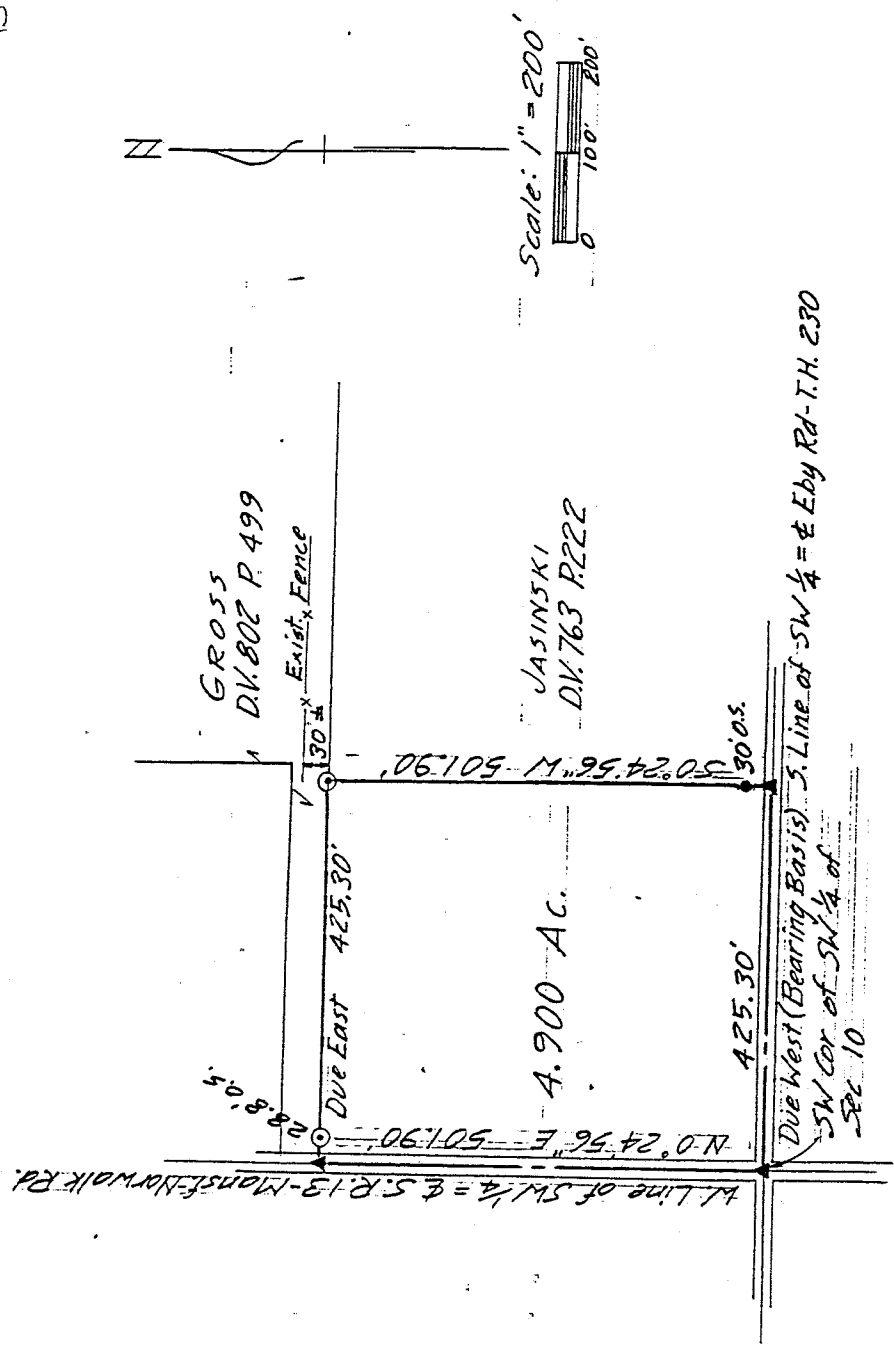 N
Scale: 1" = 200'
0 100' 200'
GROSS
D.V. 802 P. 499
Exist. Fence
30'±
JASINSKI
D.V. 763 P.222
Due East 425.30'
S 0° 24' 56" W 501.90'
30' O.S.
4.900 Ac.
N 0° 24' 56" E 501.90'
W. Line of SW ¼ = ℄ S.R. 13-Mansf-Norwalk Rd.
425.30'
Due West (Bearing Basis) S. Line of SW ¼ = ℄ Eby Rd-T.H. 230
SW Cor of SW ¼ of
Sec 10